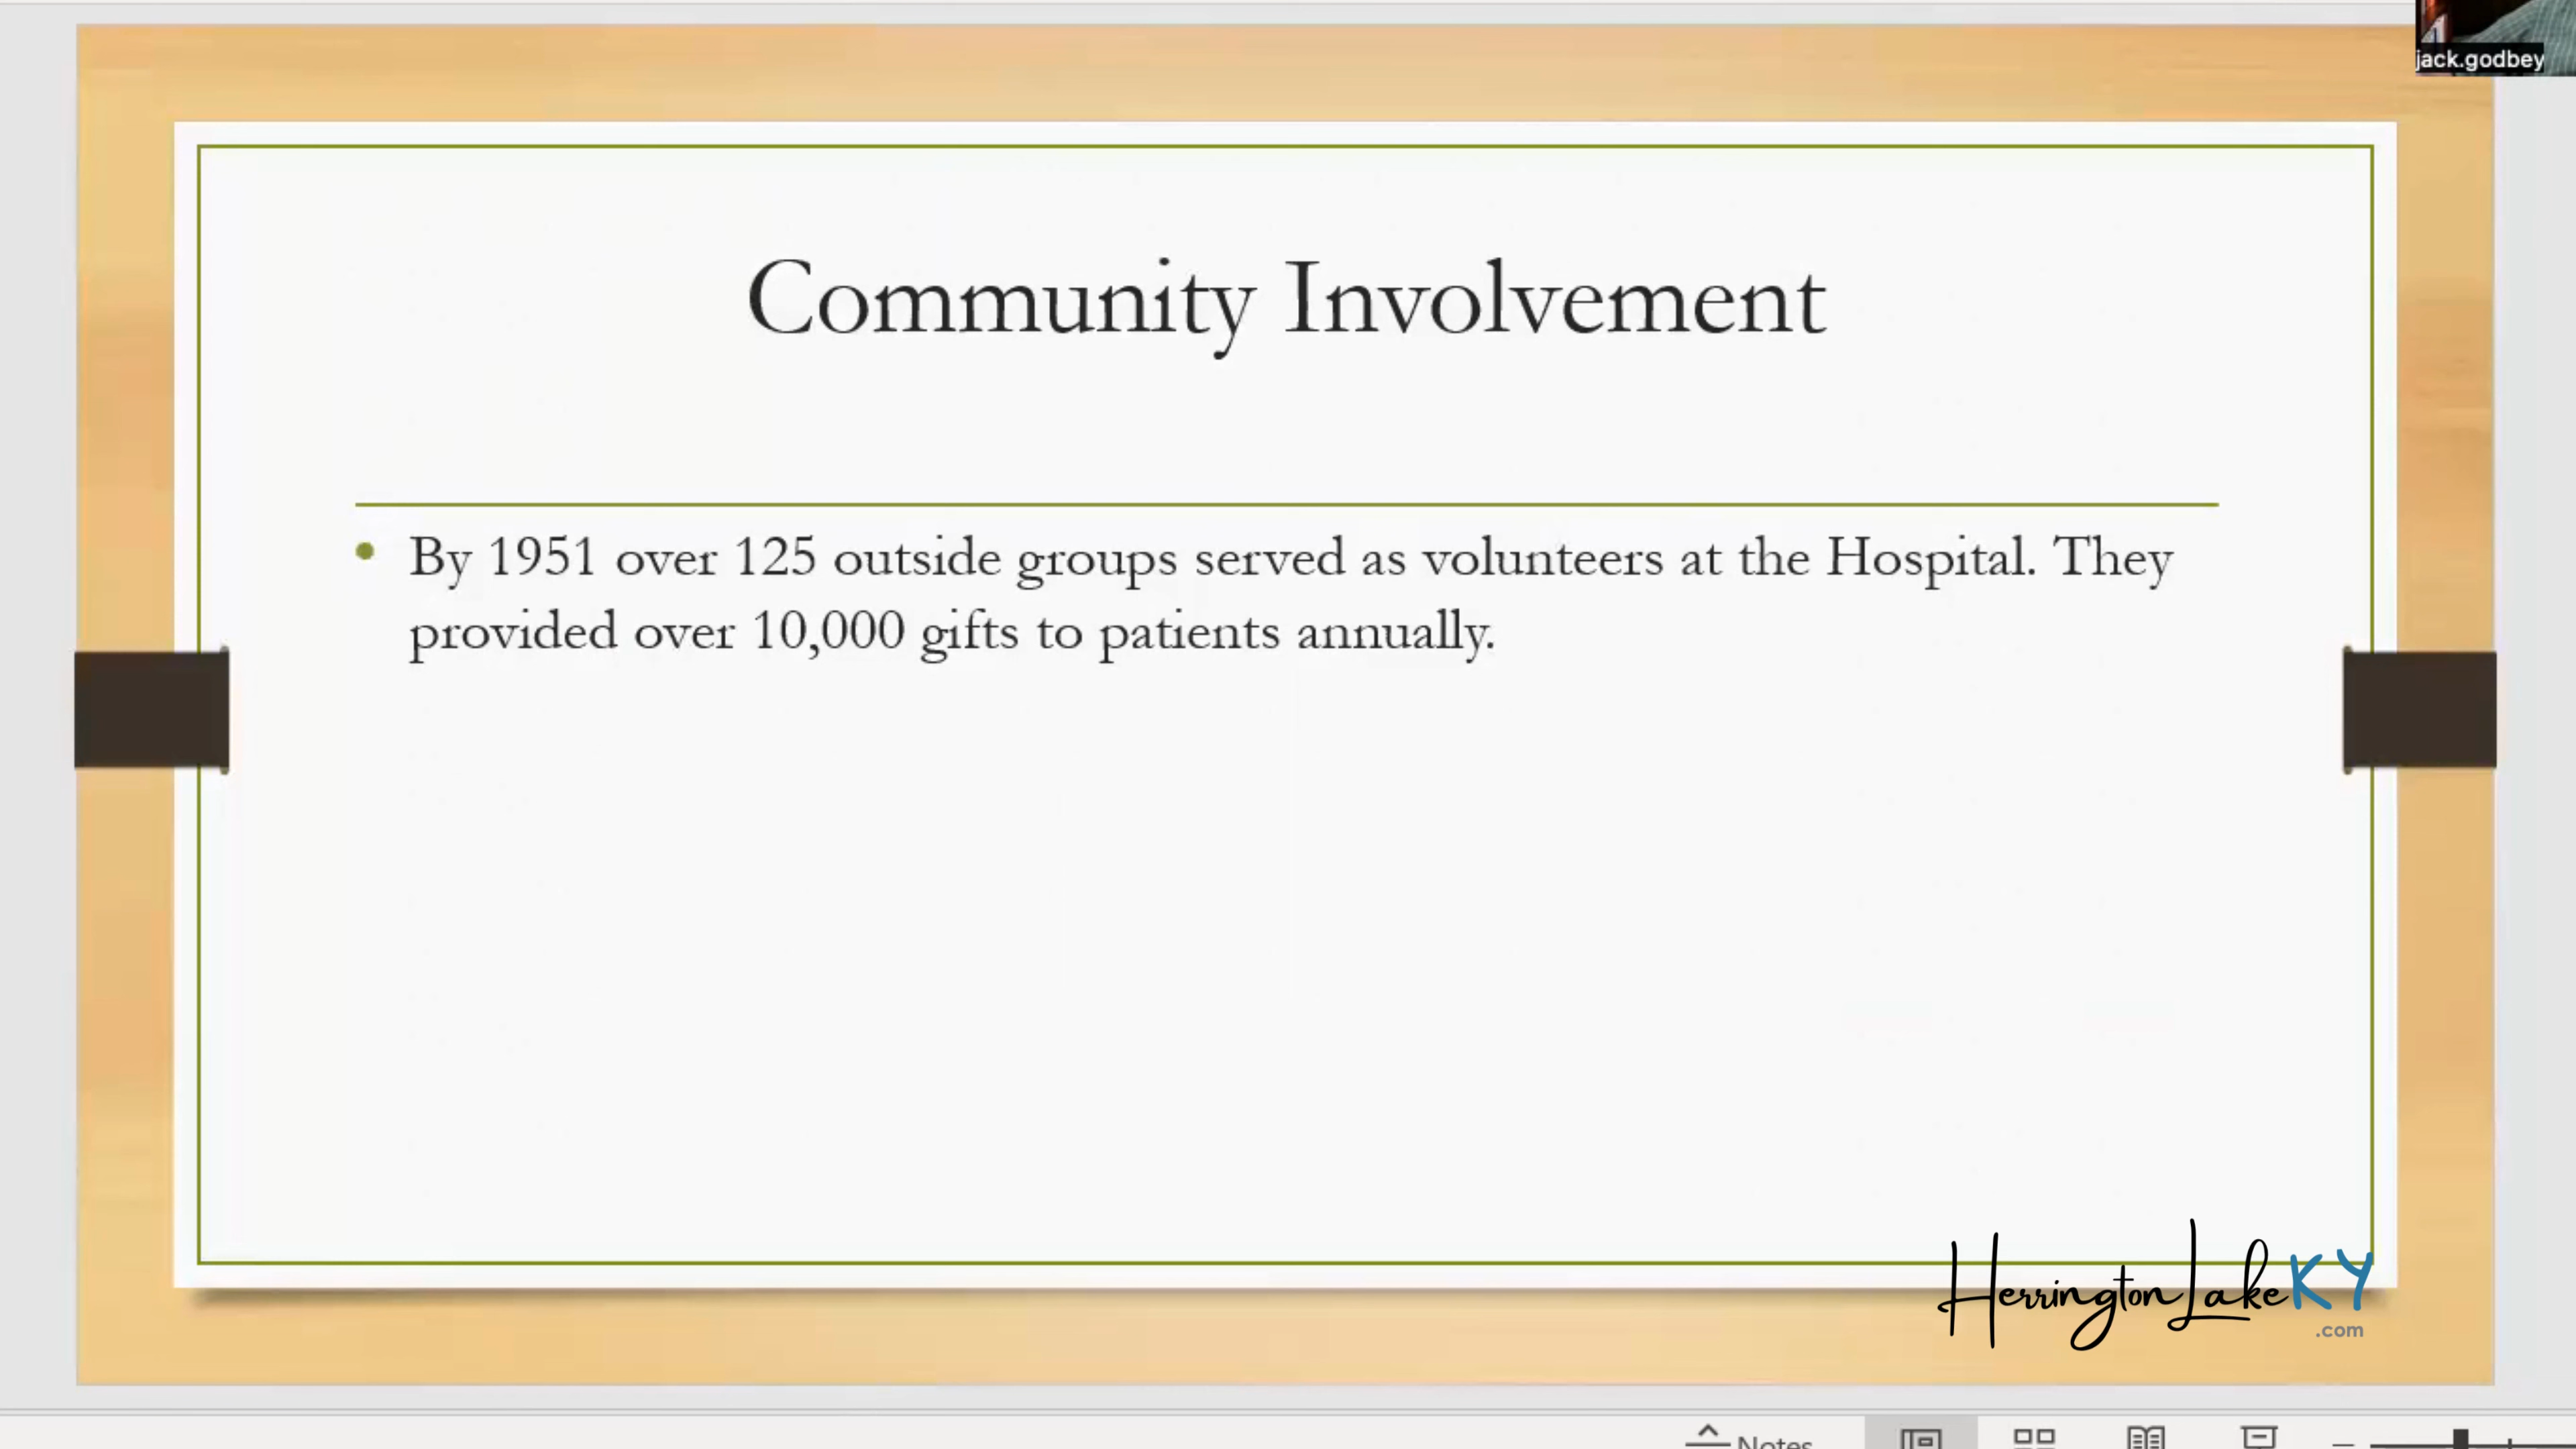 jack.godbey
Community Involvement
By 1951 over 125 outside groups served as volunteers at the Hospital. They
provided over 10,000 gifts to patients annually.
HerringtonLakeKY
.com
Notes